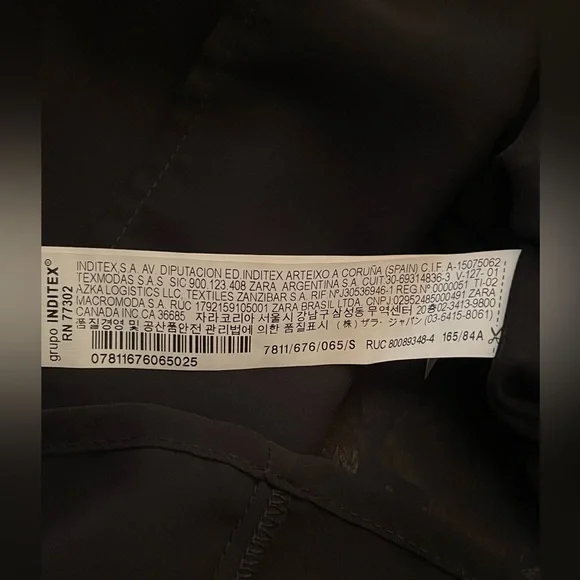 grupo INDITEX®
RN 77302
INDITEX,S.A. AV. DIPUTACION ED.INDITEX ARTEIXO.A CORUÑA (SPAIN) C.I.F A-15075062
TEXMODAS S.A.S. SIC 900.123.408 ZARA ARGENTINA S.A. CUIT:30-69314836-3 V-127- 01
AZKALOGISTICS LLC, TEXTILES ZANZIBAR S.A. RIF NºJ30536946-1 REG.Nº 0000051 TI-02
MACROMODA S.A. RUC 1792159105001 ZARA BRASIL LTDA. CNPJ:02952485000491 ZARA
CANADA INC CA 36685 자라코리아 서울시 강남구 삼성동 무역센터 20층 02-3413-9800
품질경영 및 공산품안전 관리법에 의한 품질표시 (株) ザラ・ジャパン (03-6415-8061)
07811676065025 7811/676/065/S RUC 80089348-4 165/84A